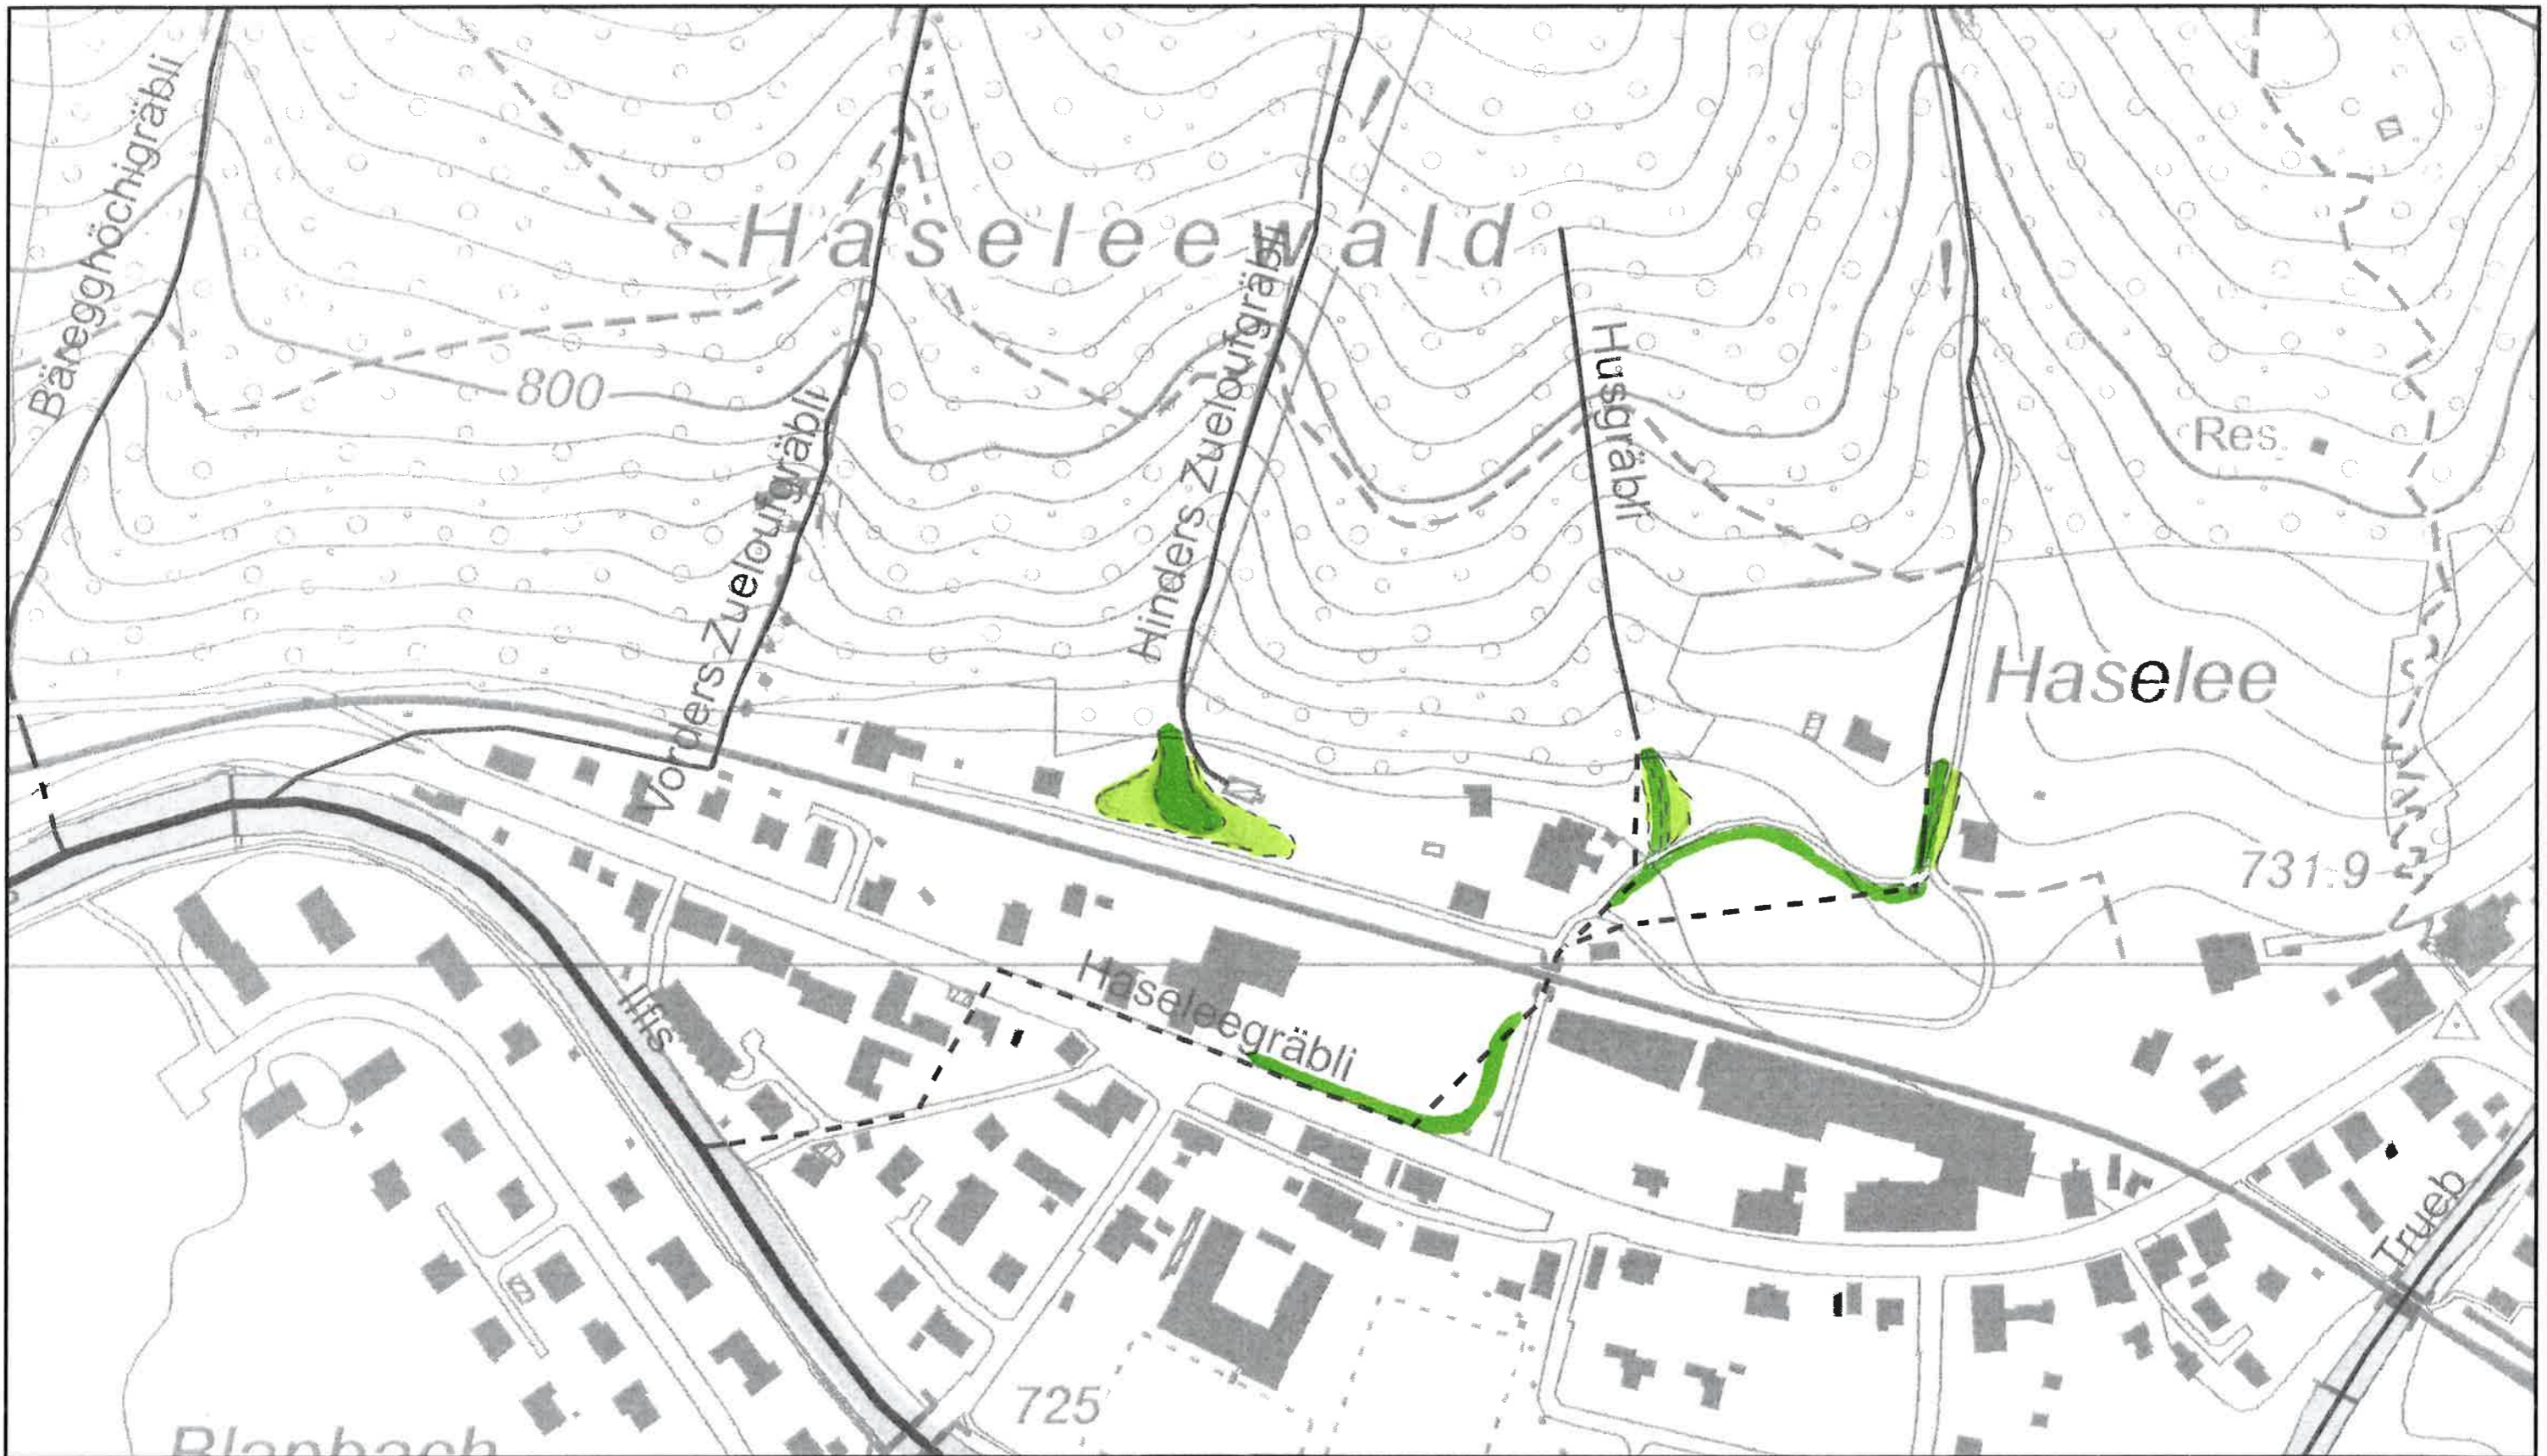 Bäregghöchigräbli
Haseleewald
800
Vorders Zueloufgräbli
Hinders Zueloufgräbli
Husgräbli
Res.
Haselee
731.9
Haseleegräbli
Ilfis
Trueb
725